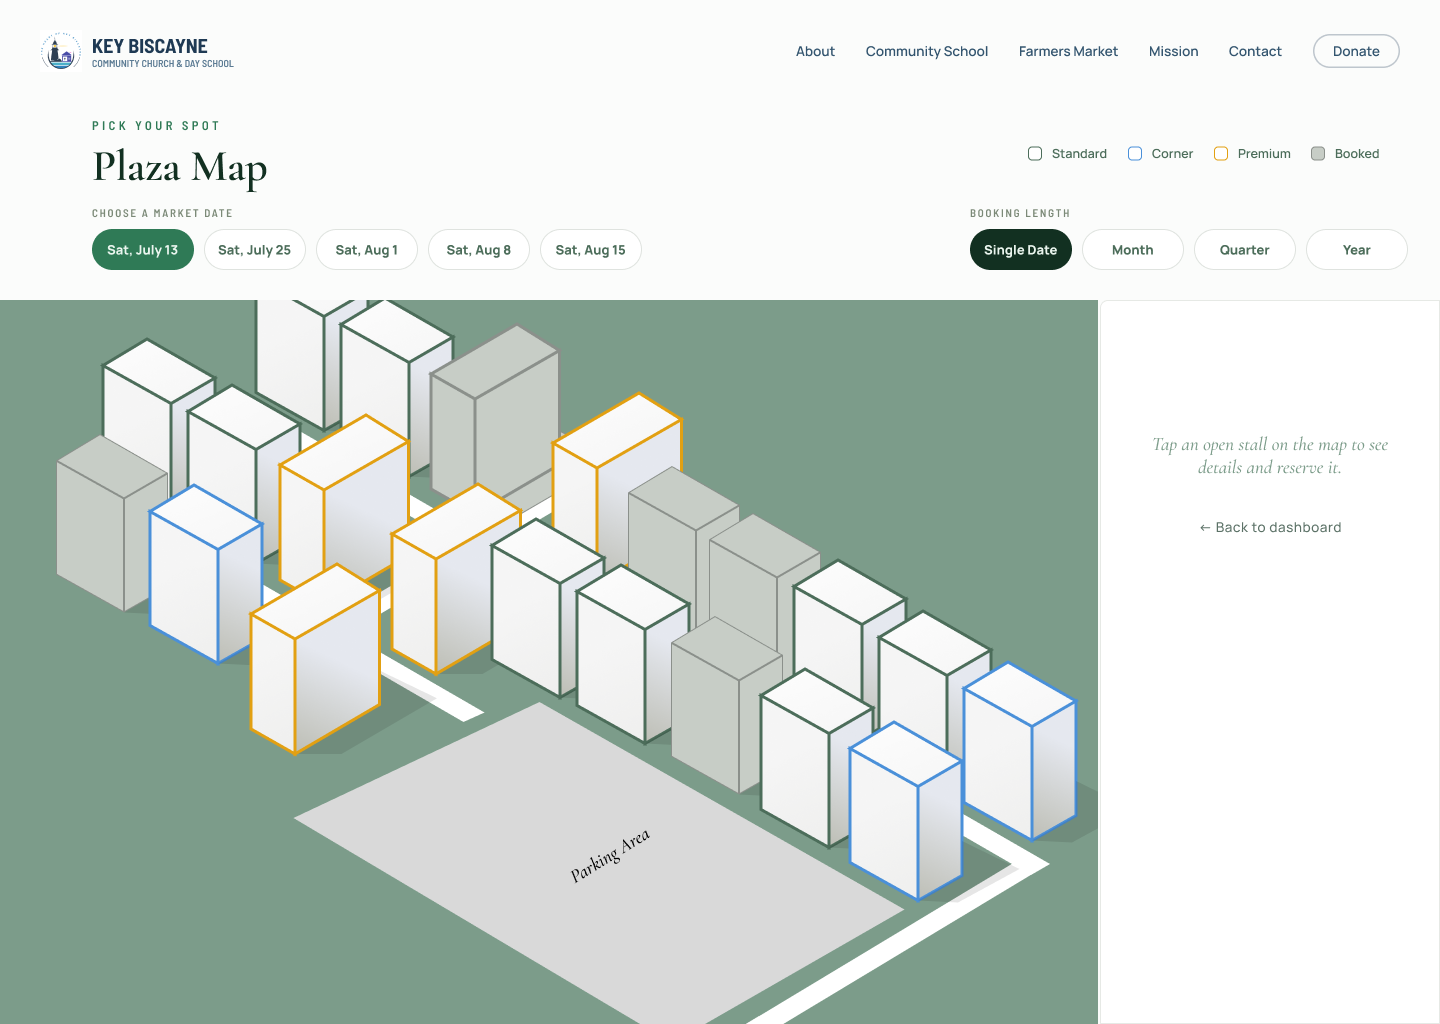 KEY BISCAYNE
COMMUNITY CHURCH & DAY SCHOOL
About
Community School
Farmers Market
Mission
Contact
Donate
PICK YOUR SPOT
Plaza Map
Standard
Corner
Premium
Booked
CHOOSE A MARKET DATE
BOOKING LENGTH
Sat, July 13
Sat, July 25
Sat, Aug 1
Sat, Aug 8
Sat, Aug 15
Single Date
Month
Quarter
Year
Tap an open stall on the map to see
details and reserve it.
← Back to dashboard
Parking Area